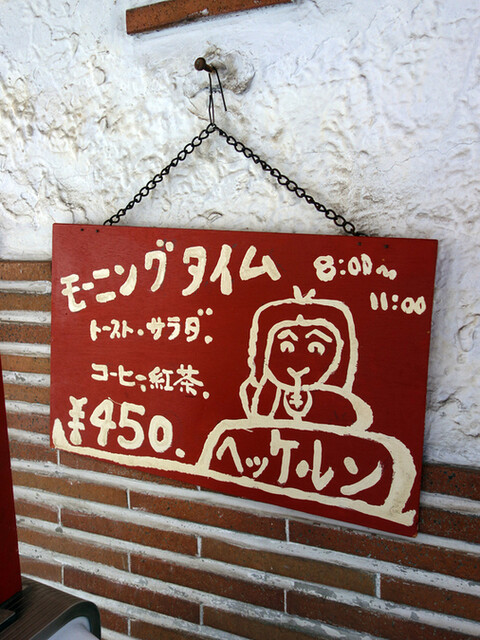 モーニングタイム 8:00〜
11:00
トースト・サラダ.
コーヒー,紅茶.
¥450.
ヘッケルン